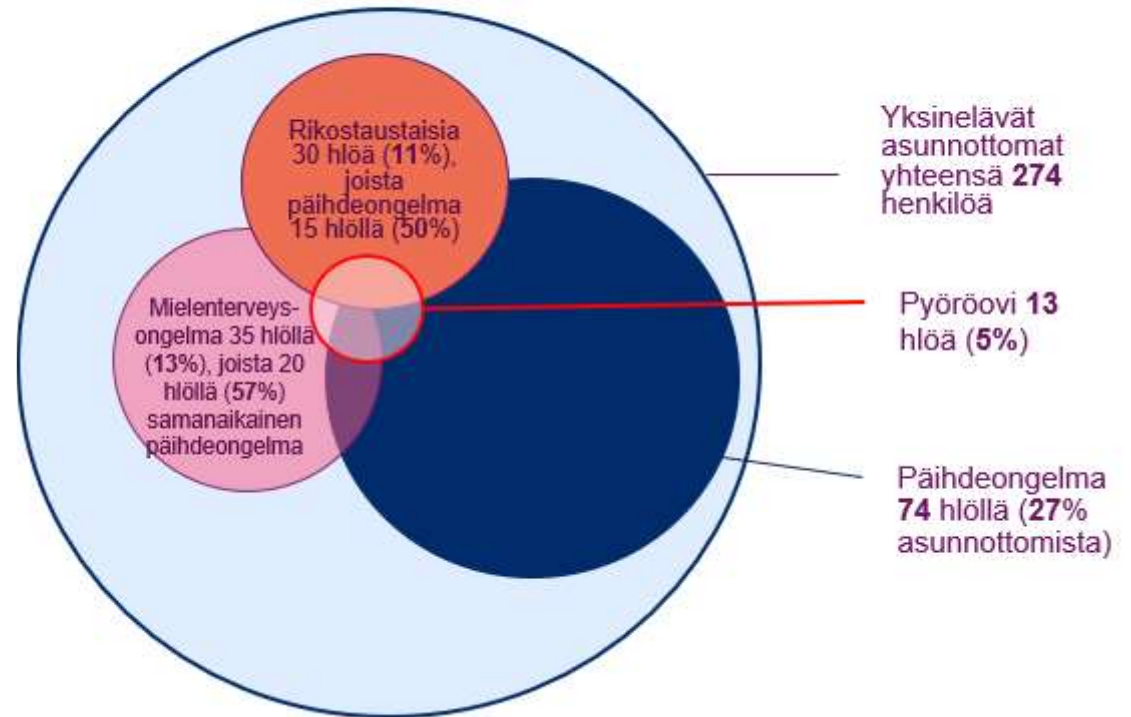 Rikostaustaisia
30 hlöä (11%),
joista
päihdeongelma
15 hlöllä (50%)
Mielenterveys-
ongelma 35 hlöllä
(13%), joista 20
hlöllä (57%)
samanaikainen
päihdeongelma
Yksinelävät
asunnottomat
yhteensä 274
henkilöä
Pyöröovi 13
hlöä (5%)
Päihdeongelma
74 hlöllä (27%
asunnottomista)